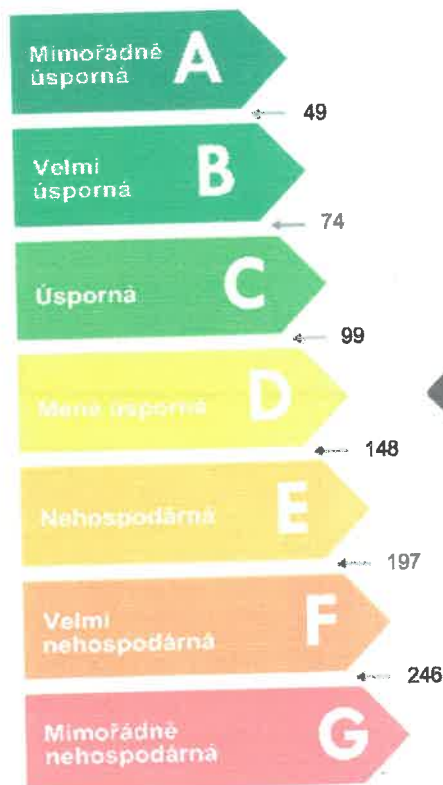 Mimořádně
úsporná
A
49
Velmi
úsporná
B
74
Úsporná
C
99
Méně úsporná
D
148
Nehospodárná
E
197
Velmi
nehospodárná
F
246
Mimořádně
nehospodárná
G